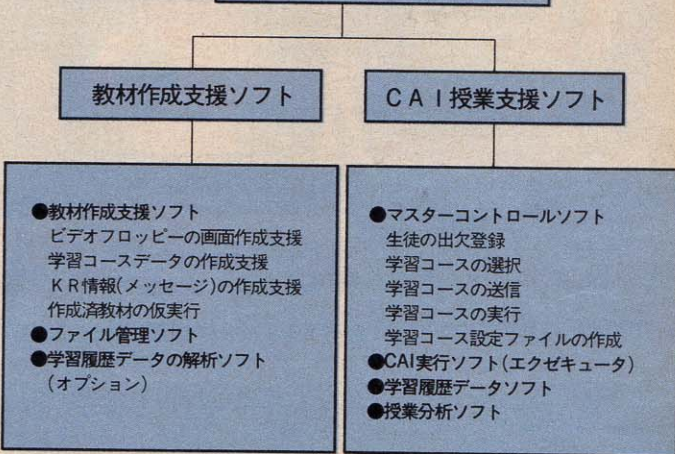 教材作成支援ソフト
CAI授業支援ソフト
●教材作成支援ソフト
ビデオフロッピーの画面作成支援
学習コースデータの作成支援
KR情報(メッセージ)の作成支援
作成済教材の仮実行
●ファイル管理ソフト
●学習履歴データの解析ソフト
(オプション)
●マスターコントロールソフト
生徒の出欠登録
学習コースの選択
学習コースの送信
学習コースの実行
学習コース設定ファイルの作成
●CAI実行ソフト(エクゼキュータ)
●学習履歴データソフト
●授業分析ソフト